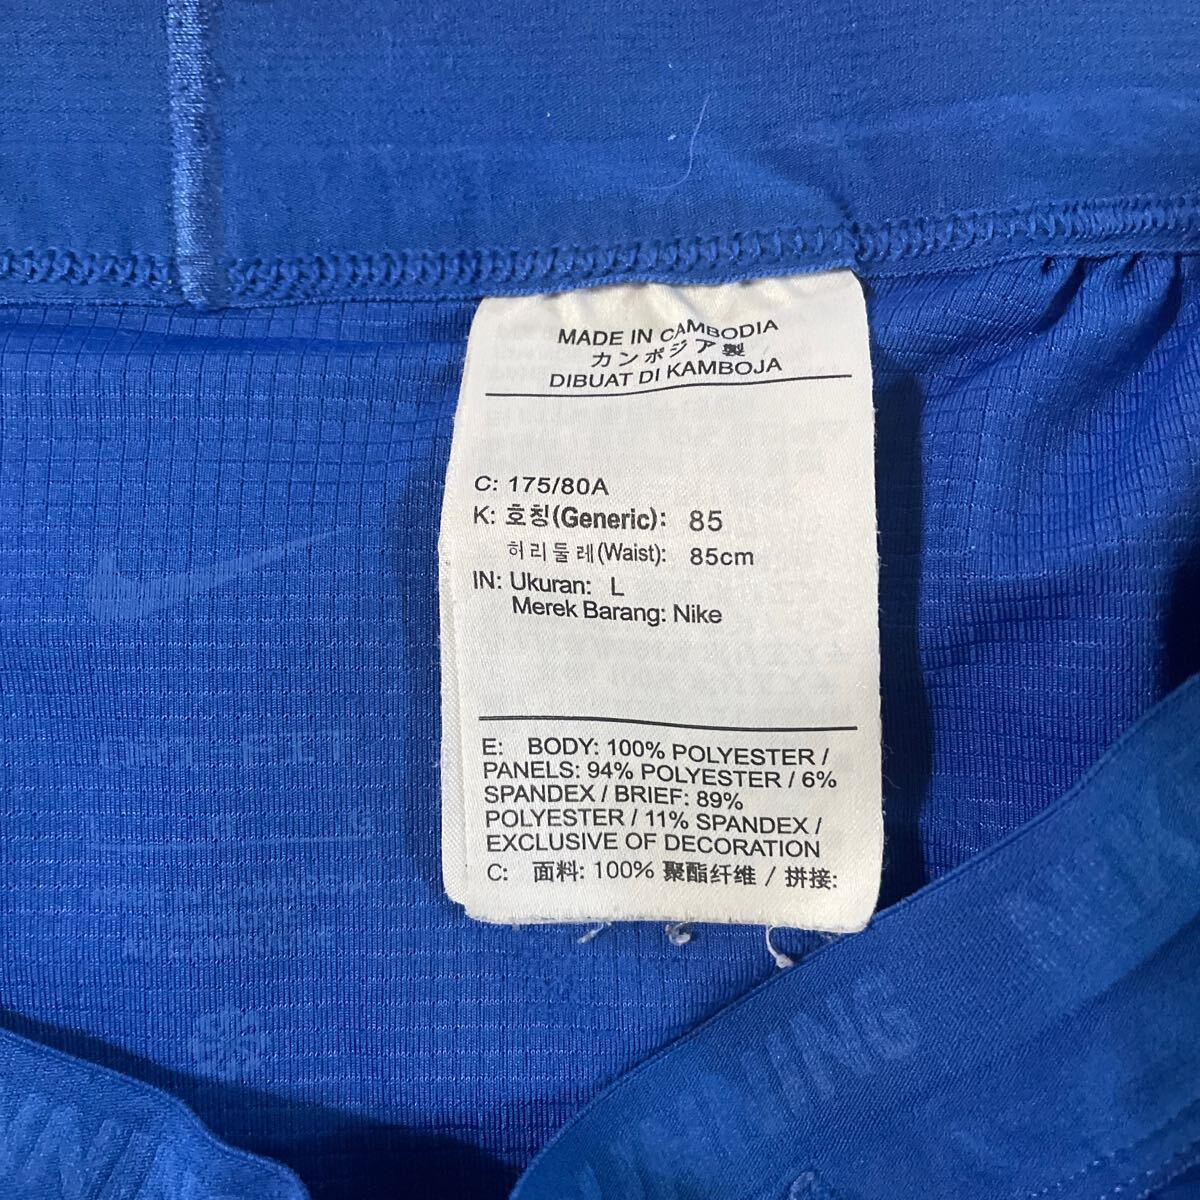 MADE IN CAMBODIA
カンボジア製
DIBUAT DI KAMBOJA
C: 175/80A
K: 호칭(Generic): 85
허리둘레(Waist): 85cm
IN: Ukuran: L
Merek Barang: Nike
E: BODY: 100% POLYESTER /
PANELS: 94% POLYESTER / 6%
SPANDEX / BRIEF: 89%
POLYESTER / 11% SPANDEX /
EXCLUSIVE OF DECORATION
C: 面料: 100% 聚酯纤维 / 拼接: